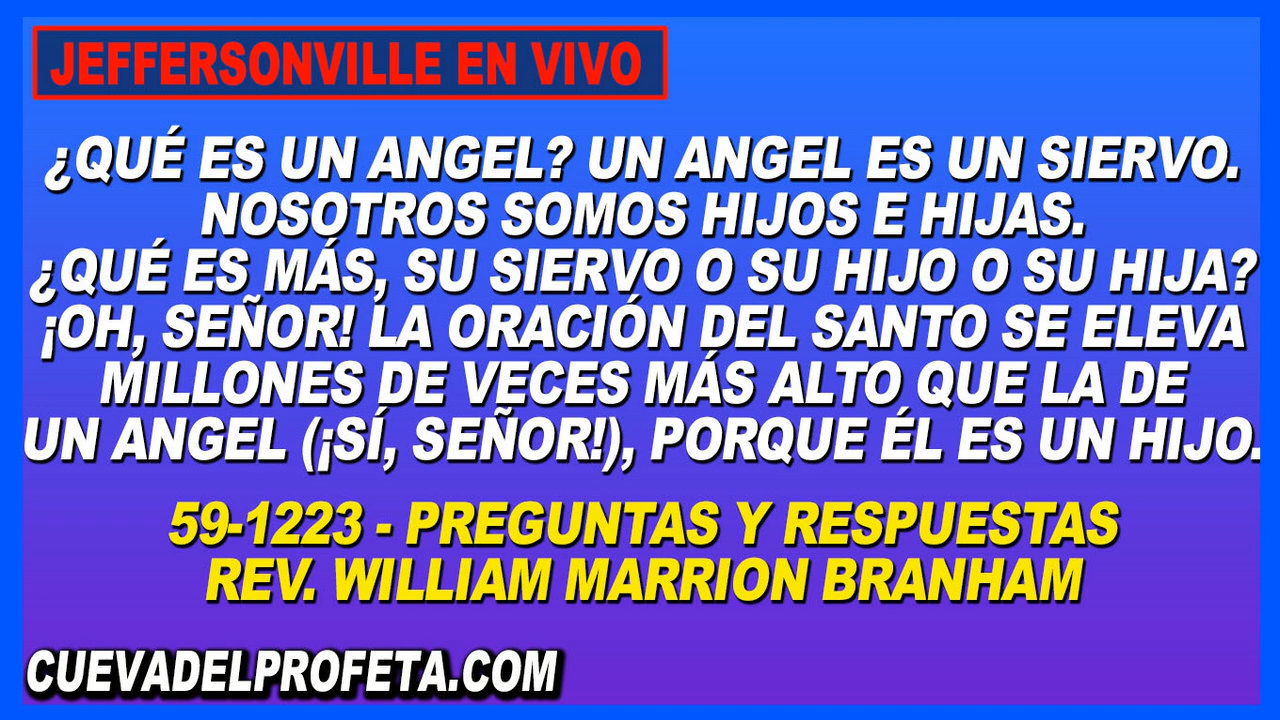 JEFFERSONVILLE EN VIVO
¿QUÉ ES UN ANGEL? UN ANGEL ES UN SIERVO.
NOSOTROS SOMOS HIJOS E HIJAS.
¿QUÉ ES MÁS, SU SIERVO O SU HIJO O SU HIJA?
¡OH, SEÑOR! LA ORACIÓN DEL SANTO SE ELEVA
MILLONES DE VECES MÁS ALTO QUE LA DE
UN ANGEL (¡SÍ, SEÑOR!), PORQUE ÉL ES UN HIJO.
59-1223 - PREGUNTAS Y RESPUESTAS
REV. WILLIAM MARRION BRANHAM
CUEVADELPROFETA.COM